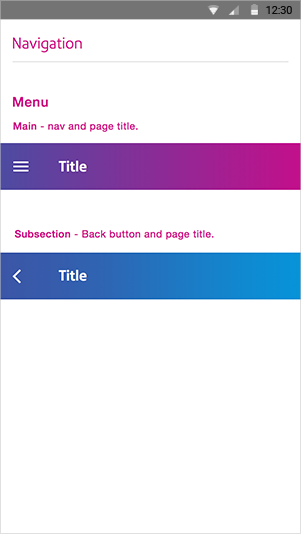 12:30
Navigation
Menu
Main - nav and page title.
Title
Subsection - Back button and page title.
Title